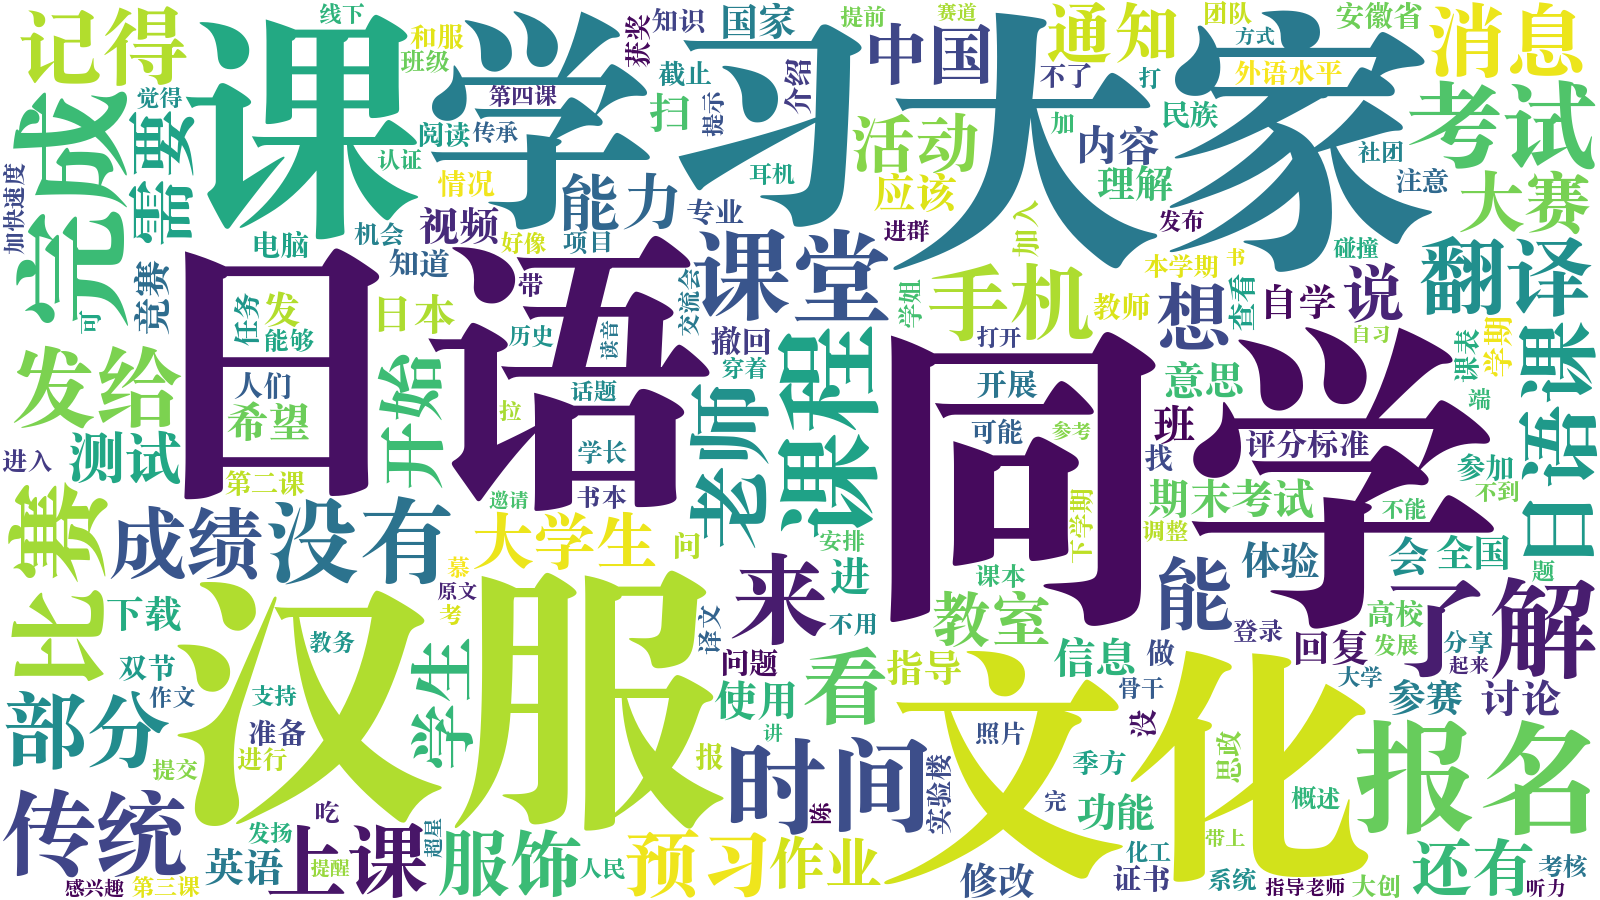 线下
和服
班级
获奖
知识
国家
提前
赛道
团队
方式
安徽省
记得
课
学习
大家
中国
通知
消息
觉得
第四课
截止
介绍
不了
打
外语水平
完成
需要
阅读
传承
认证
扫
提示
活动
加
内容
民族
考试
社团
加快速度
情况
能力
耳机
应该
理解
注意
大赛
视频
专业
进群
发布
机会
好像
项目
电脑
知道
课堂
学姐
加入
本学期
书
碰撞
翻译
竞赛
可
任务
发
能够
日本
日语
带
历史
读音
交流会
撤回
穿着
手机
教师
打开
想
查看
自学
说
自习
课表
学期
日语课
发给
人们
希望
开始
话题
拉
学长
书本
邀请
老师
课程
同学
开展
可能
参考
意思
班
找
评分标准
端
参加
不到
测试
进入
第二课
比赛
成绩
没有
大学生
慕
原文
考
问
安排
下学期
调整
期末考试
不能
体验
会
全国
题
课本
来
进
能
了解
下载
双节
作文
汉服
教务
支持
学生
译文
不用
问题
教室
登录
回复
高校
发展
分享
起来
部分
准备
进行
提交
使用
看
指导
信息
做
骨干
大学
参赛
讨论
文化
没
思政
照片
季方
讲
报
时间
实验楼
完
功能
概述
报名
传统
吃
陈
发扬
上课
超星
提醒
服饰
人民
预习
作业
修改
化工
证书
带上
系统
还有
考核
英语
感兴趣
第三课
指导老师
大创
听力